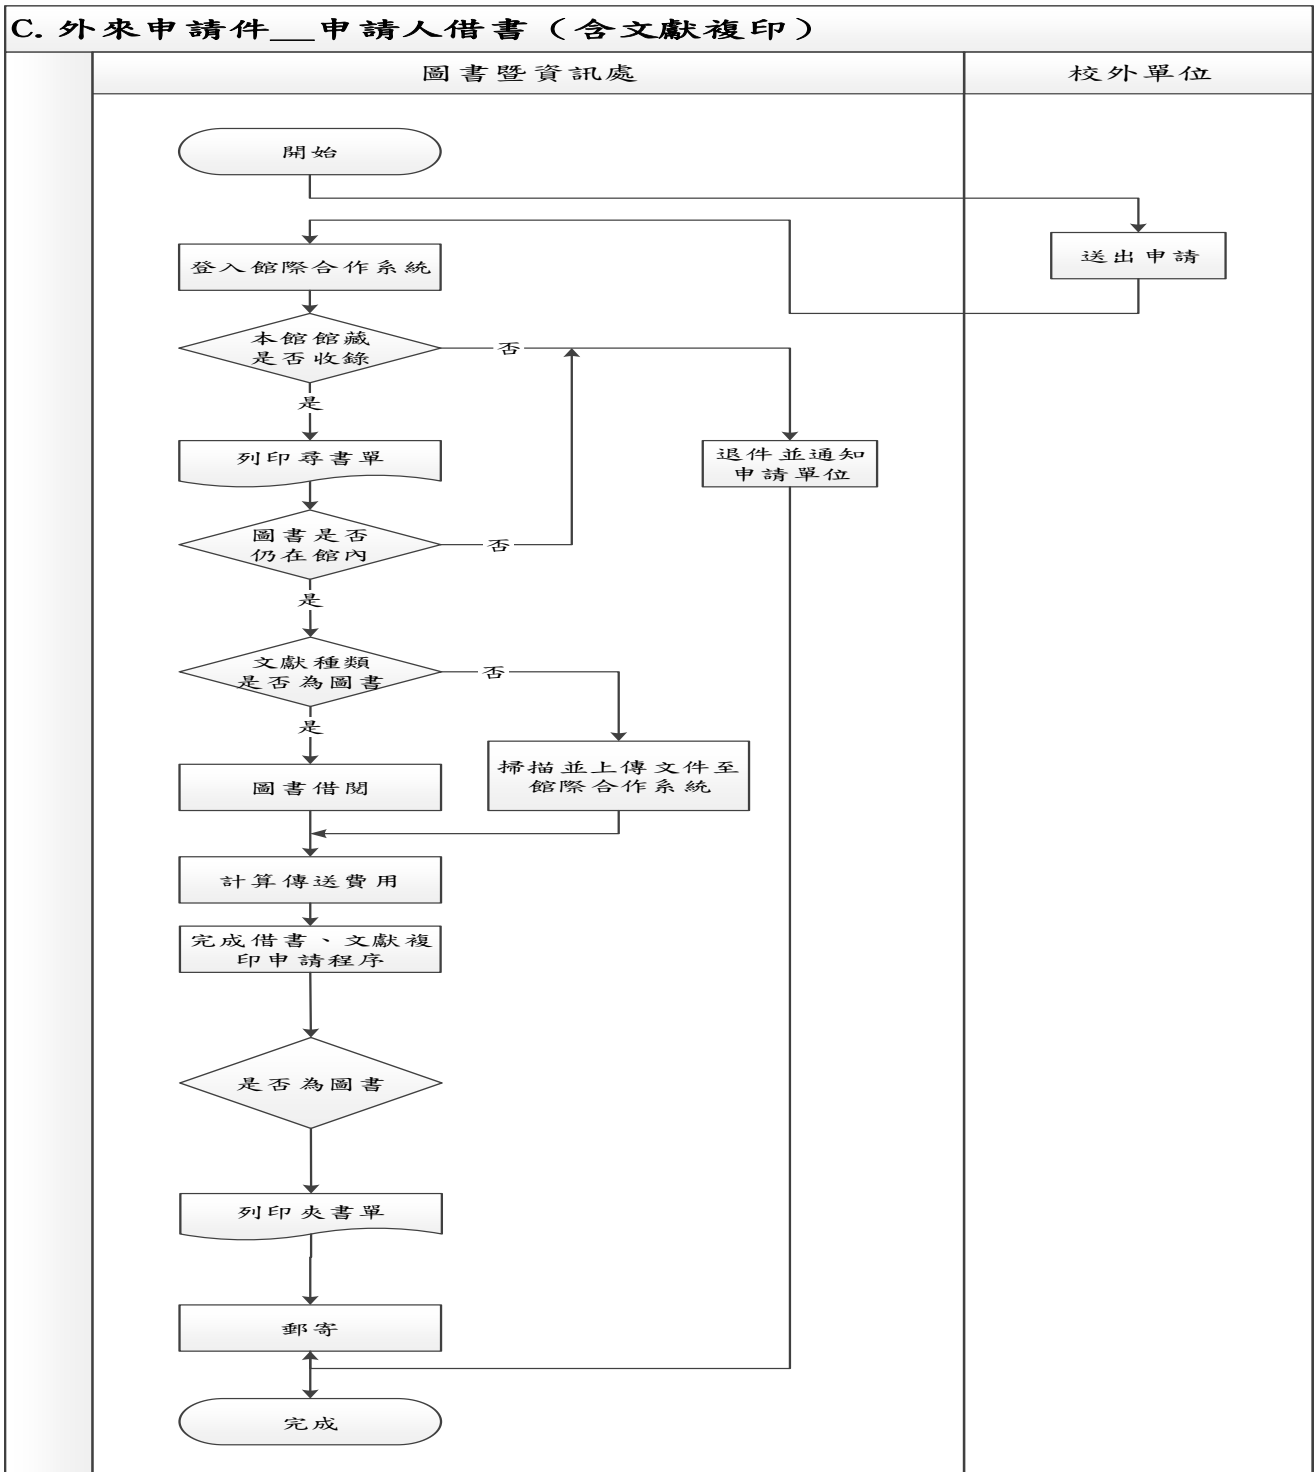 C. 外來申請件__申請人借書（含文獻複印）
圖書暨資訊處
校外單位
開始
送出申請
登入館際合作系統
本館館藏
是否收錄
否
是
列印尋書單
退件並通知
申請單位
圖書是否
仍在館內
否
是
文獻種類
是否為圖書
否
是
掃描並上傳文件至
館際合作系統
圖書借閱
計算傳送費用
完成借書、文獻複
印申請程序
是否為圖書
列印夾書單
郵寄
完成